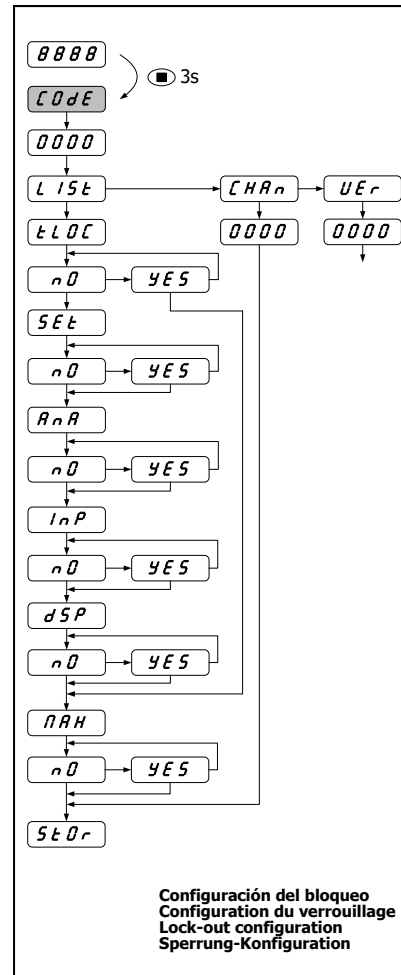 8888
3s
COdE
0000
LISt CHAn VEr
tLOC 0000 0000
nO YES
SEt
nO YES
AnA
nO YES
InP
nO YES
dSP
nO YES
MAH
nO YES
StOr
Configuración del bloqueo
Configuration du verrouillage
Lock-out configuration
Sperrung-Konfiguration